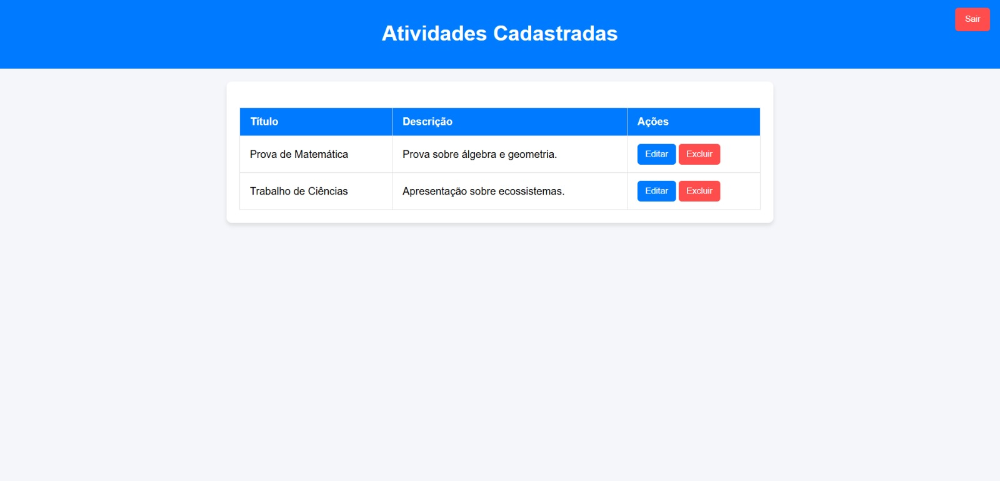 Sair
Atividades Cadastradas
Título Descrição Ações
Prova de Matemática Prova sobre álgebra e geometria. Editar Excluir
Trabalho de Ciências Apresentação sobre ecossistemas. Editar Excluir